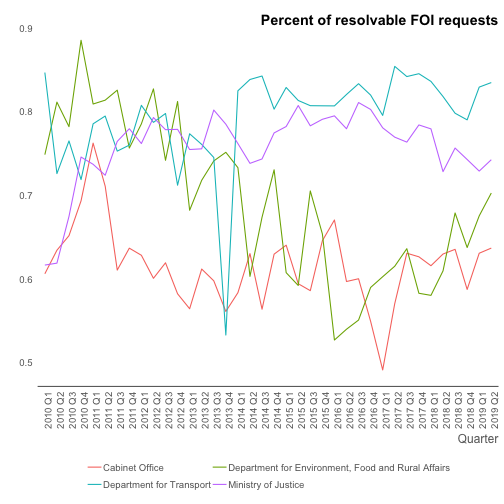 Percent of resolvable FOI requests
0.9
0.8
0.7
0.6
0.5
2010 Q1
2010 Q2
2010 Q3
2010 Q4
2011 Q1
2011 Q2
2011 Q3
2011 Q4
2012 Q1
2012 Q2
2012 Q3
2012 Q4
2013 Q1
2013 Q2
2013 Q3
2013 Q4
2014 Q1
2014 Q2
2014 Q3
2014 Q4
2015 Q1
2015 Q2
2015 Q3
2015 Q4
2016 Q1
2016 Q2
2016 Q3
2016 Q4
2017 Q1
2017 Q2
2017 Q3
2017 Q4
2018 Q1
2018 Q2
2018 Q3
2018 Q4
2019 Q1
2019 Q2
Quarter
Cabinet Office
Department for Environment, Food and Rural Affairs
Department for Transport
Ministry of Justice